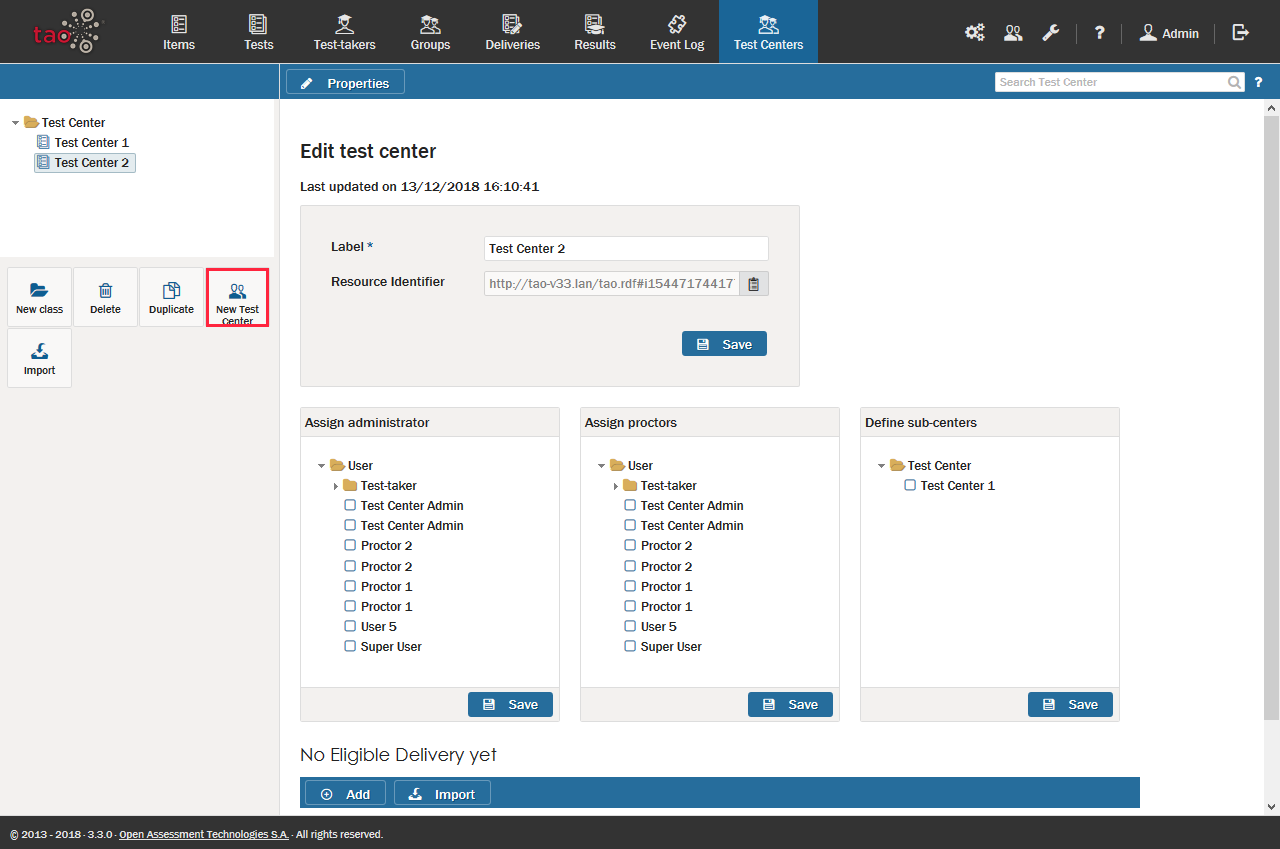 tao
Items
Tests
Test-takers
Groups
Deliveries
Results
Event Log
Test Centers
?
Admin
Properties
Search Test Center
?
Test Center
Test Center 1
Test Center 2
New class
Delete
Duplicate
New Test
center
Import
Edit test center
Last updated on 13/12/2018 16:10:41
Label *
Test Center 2
Resource Identifier
http://tao-v33.lan/tao.rdf#i15447174417
Save
Assign administrator
User
Test-taker
Test Center Admin
Test Center Admin
Proctor 2
Proctor 2
Proctor 1
Proctor 1
User 5
Super User
Save
Assign proctors
User
Test-taker
Test Center Admin
Test Center Admin
Proctor 2
Proctor 2
Proctor 1
Proctor 1
User 5
Super User
Save
Define sub-centers
Test Center
Test Center 1
Save
No Eligible Delivery yet
Add
Import
© 2013 - 2018 · 3.3.0 · Open Assessment Technologies S.A. · All rights reserved.